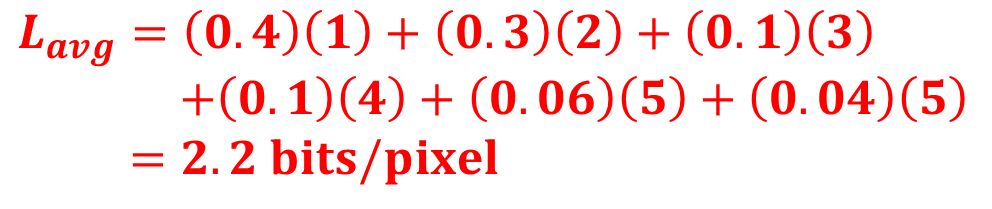 L_avg = (0.4)(1) + (0.3)(2) + (0.1)(3)
+(0.1)(4) + (0.06)(5) + (0.04)(5)
= 2.2 bits/pixel